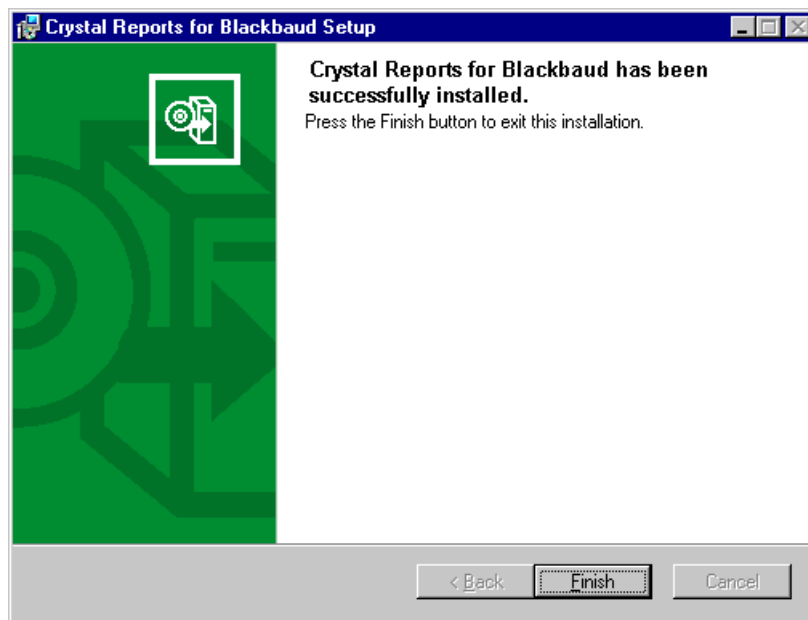 Crystal Reports for Blackbaud Setup
Crystal Reports for Blackbaud has been
successfully installed.
Press the Finish button to exit this installation.
< Back
Finish
Cancel